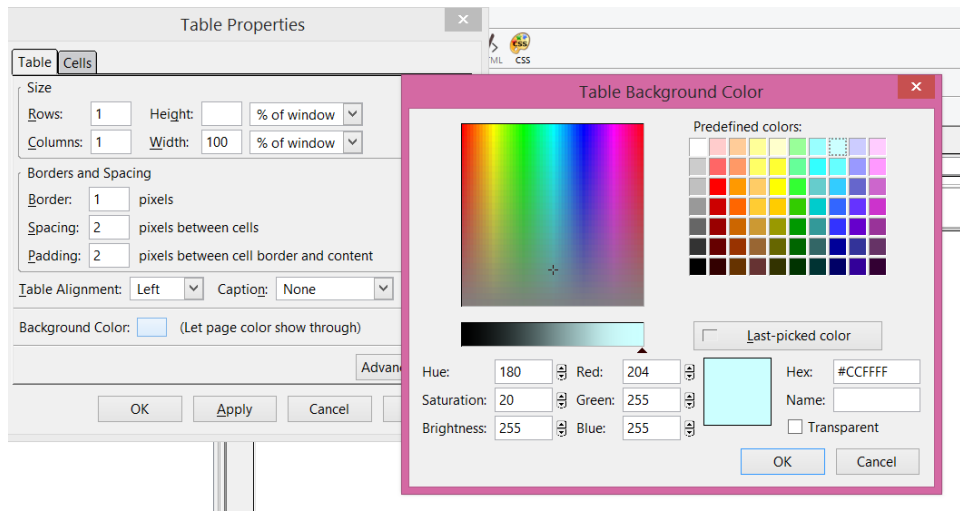 Table Properties
Table Cells
Size
Rows: 1 Height: % of window
Columns: 1 Width: 100 % of window
Borders and Spacing
Border: 1 pixels
Spacing: 2 pixels between cells
Padding: 2 pixels between cell border and content
Table Alignment: Left Caption: None
Background Color: (Let page color show through)
OK Apply Cancel
CSS
CSS
Table Background Color
Predefined colors:
Last-picked color
Hue: 180 Red: 204 Hex: #CCFFFF
Saturation: 20 Green: 255 Name:
Brightness: 255 Blue: 255 Transparent
OK Cancel